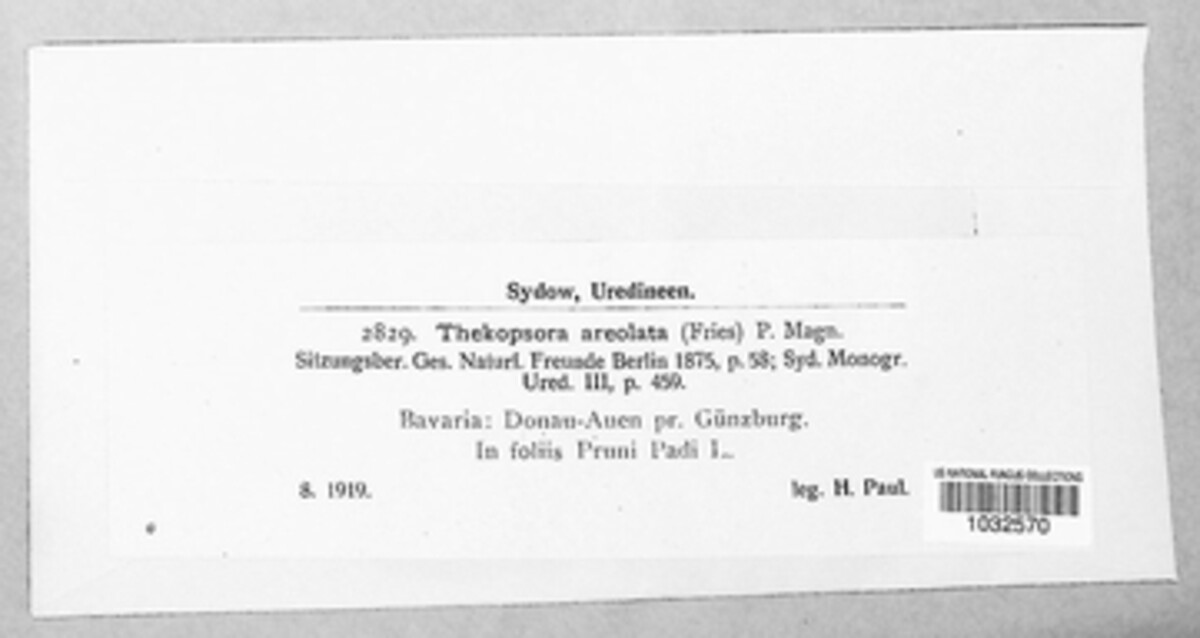 Sydow, Uredineen.
2829. Thekopsora areolata (Fries) P. Magn.
Sitzungsber. Ges. Naturf. Freunde Berlin 1875, p. 58; Syd. Monogr.
Ured. III, p. 459.
Bavaria: Donau-Auen pr. Günzburg.
In foliis Pruni Padi L.
8. 1919.
leg. H. Paul.
US NATIONAL FUNGUS COLLECTIONS
1032570